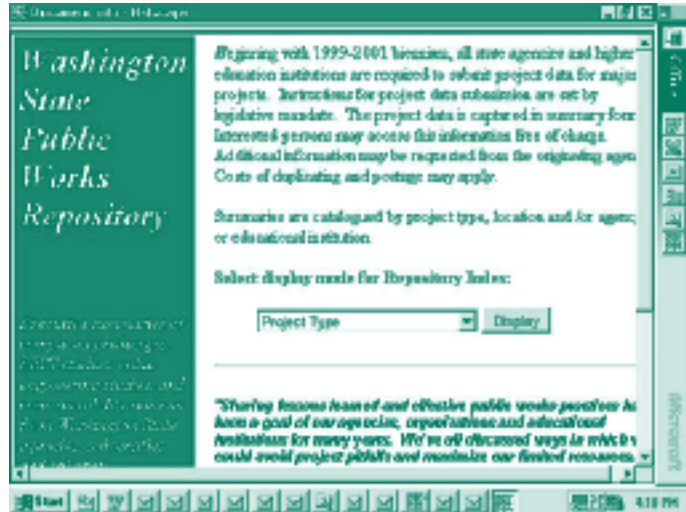 Netscape
Washington
State
Public
Works
Repository
Beginning with 1999-2001 biennium, all state agencies and higher
education institutions are required to submit project data for major
projects. Instructions for project data submission are set by
legislative mandate. The project data is captured in summary form
Interested persons may access this information free of charge.
Additional information may be requested from the originating agen
Costs of duplicating and postage may apply.
Summaries are catalogued by project type, location and /or agenc
or educational institution
Select display mode for Repository Index:
Project Type
Display
"Sharing lessons learned and effective public works practices ha
been a goal of our agencies, organizations and educational
institutions for many years. We've all discussed ways in which w
could avoid project pitfalls and maximize our limited resources.
Office
Microsoft
Start
4:18 PM